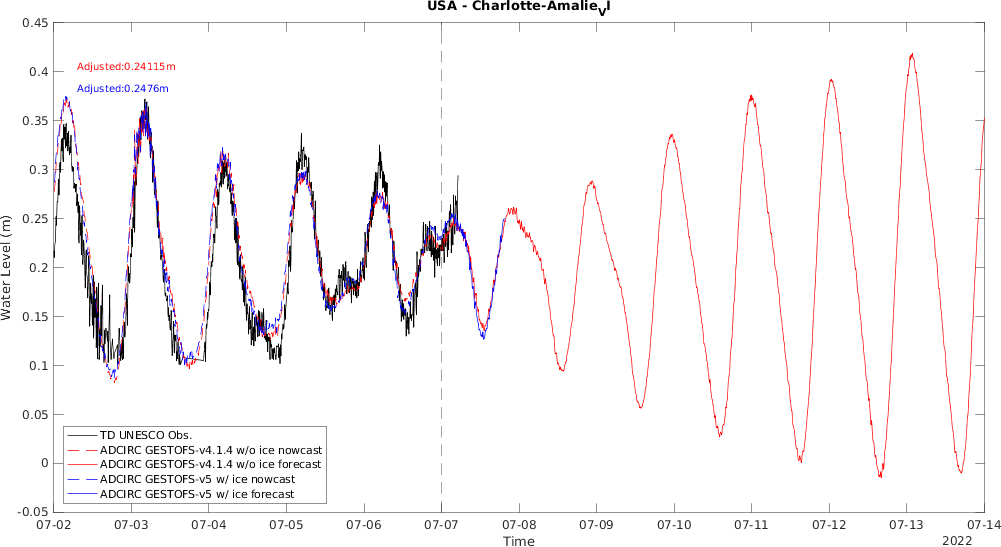 USA - Charlotte-AmalieVI
0.45
0.4
0.35
0.3
0.25
0.2
0.15
0.1
0.05
0
-0.05
Water Level (m)
Adjusted:0.24115m
Adjusted:0.2476m
TD UNESCO Obs.
ADCIRC GESTOFS-v4.1.4 w/o ice nowcast
ADCIRC GESTOFS-v4.1.4 w/o ice forecast
ADCIRC GESTOFS-v5 w/ ice nowcast
ADCIRC GESTOFS-v5 w/ ice forecast
07-02 07-03 07-04 07-05 07-06 07-07 07-08 07-09 07-10 07-11 07-12 07-13 07-14
Time
2022